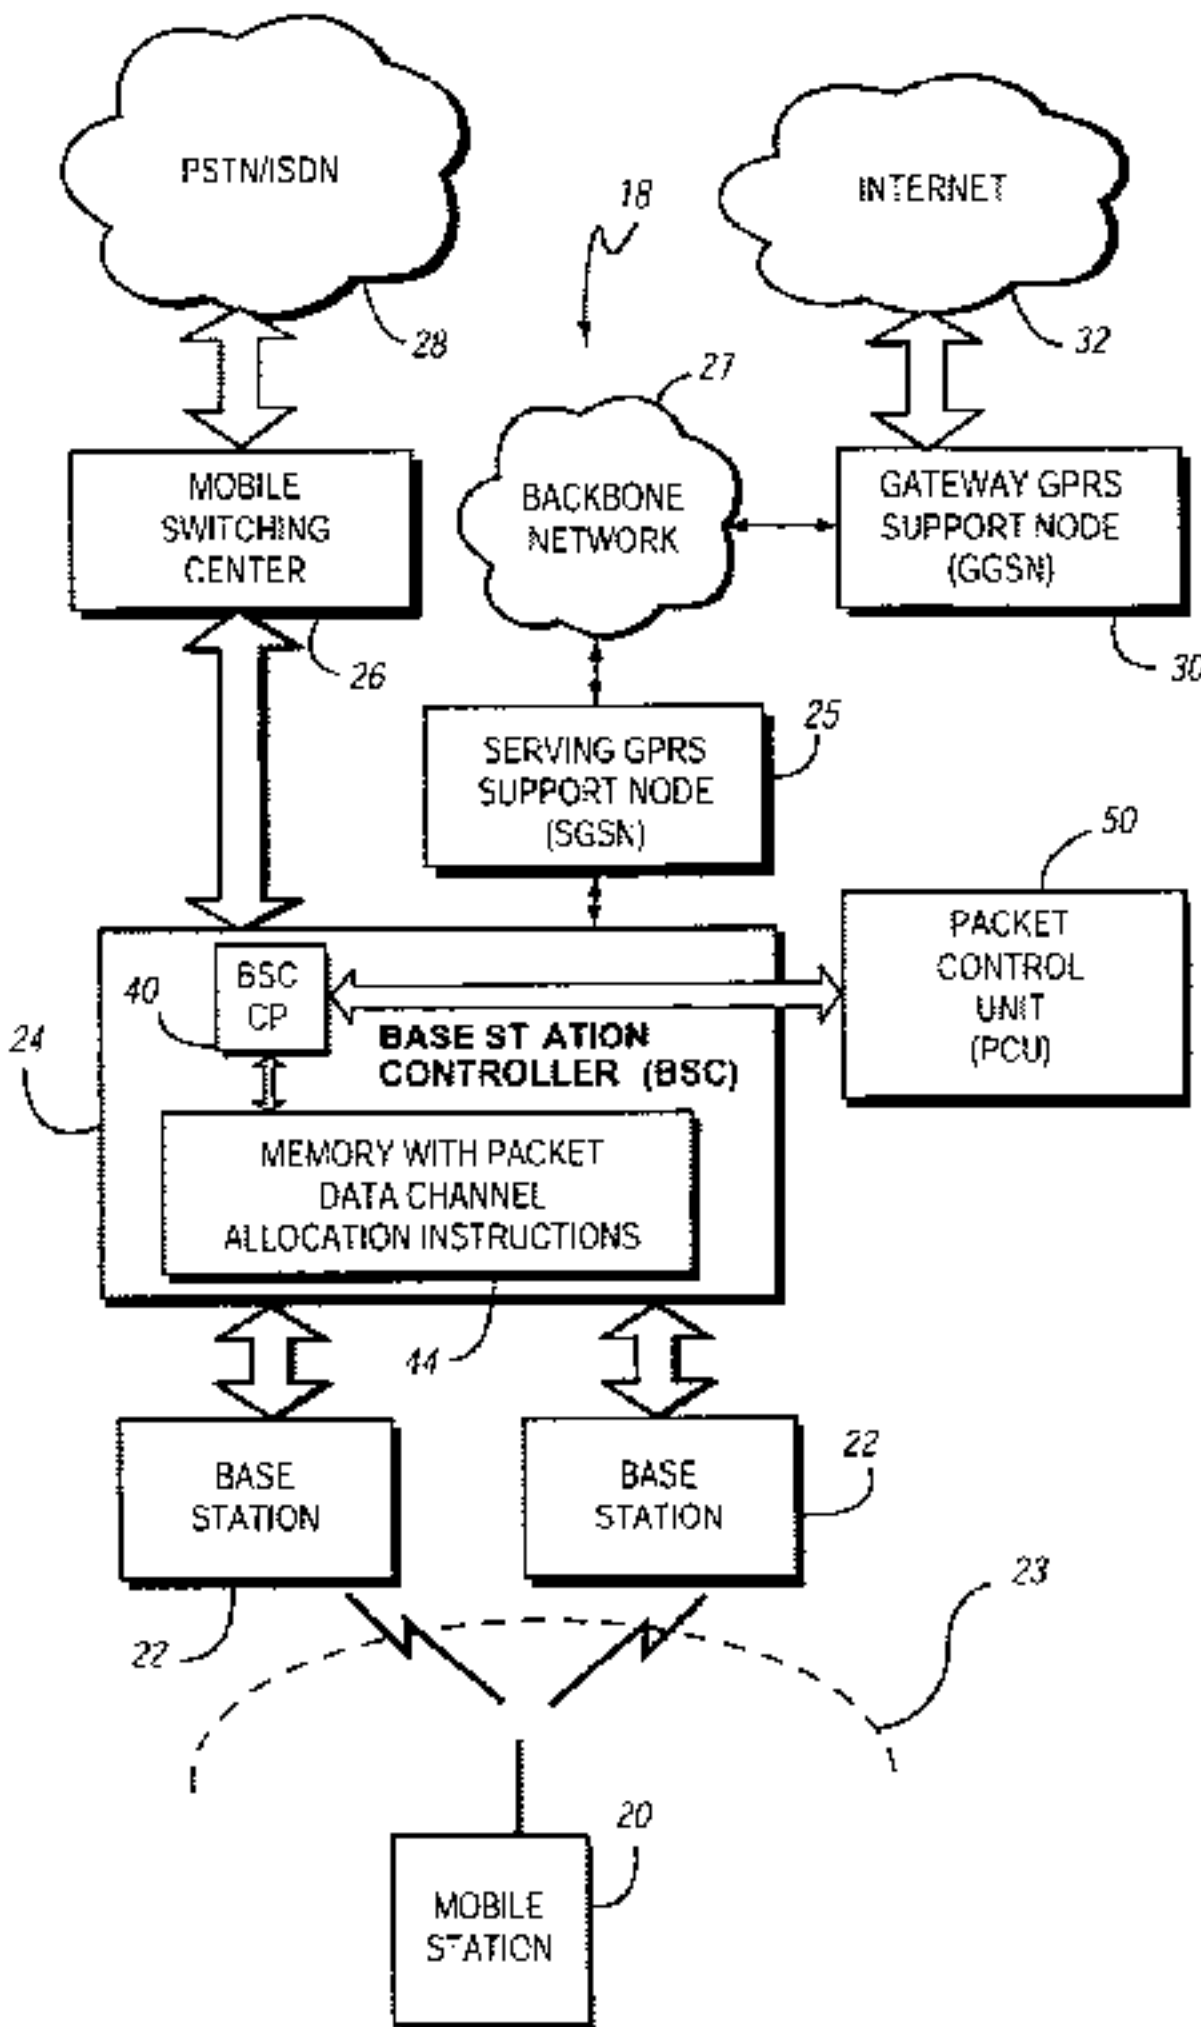 PSTN/ISDN
INTERNET
18
28
32
27
MOBILE
SWITCHING
CENTER
BACKBONE
NETWORK
GATEWAY GPRS
SUPPORT NODE
(GGSN)
26
30
25
SERVING GPRS
SUPPORT NODE
(SGSN)
50
PACKET
CONTROL
UNIT
(PCU)
BSC
CP
40
24
BASE ST ATION
CONTROLLER (BSC)
MEMORY WITH PACKET
DATA CHANNEL
ALLOCATION INSTRUCTIONS
44
BASE
STATION
BASE
STATION
22
22
23
20
MOBILE
STATION